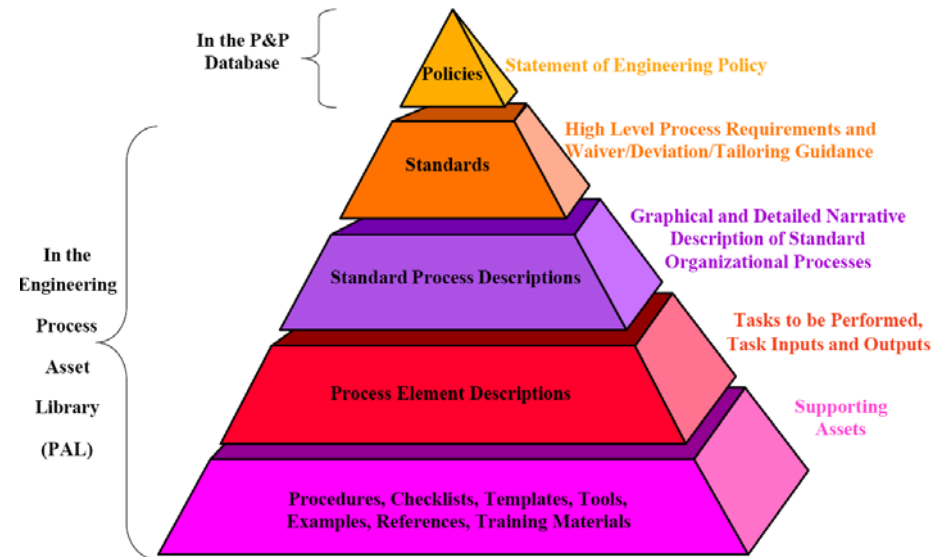 In the P&P
Database
Policies
Statement of Engineering Policy
High Level Process Requirements and
Waiver/Deviation/Tailoring Guidance
Standards
Graphical and Detailed Narrative
Description of Standard
Organizational Processes
Standard Process Descriptions
In the
Engineering
Process
Asset
Library
(PAL)
Tasks to be Performed,
Task Inputs and Outputs
Process Element Descriptions
Supporting
Assets
Procedures, Checklists, Templates, Tools,
Examples, References, Training Materials